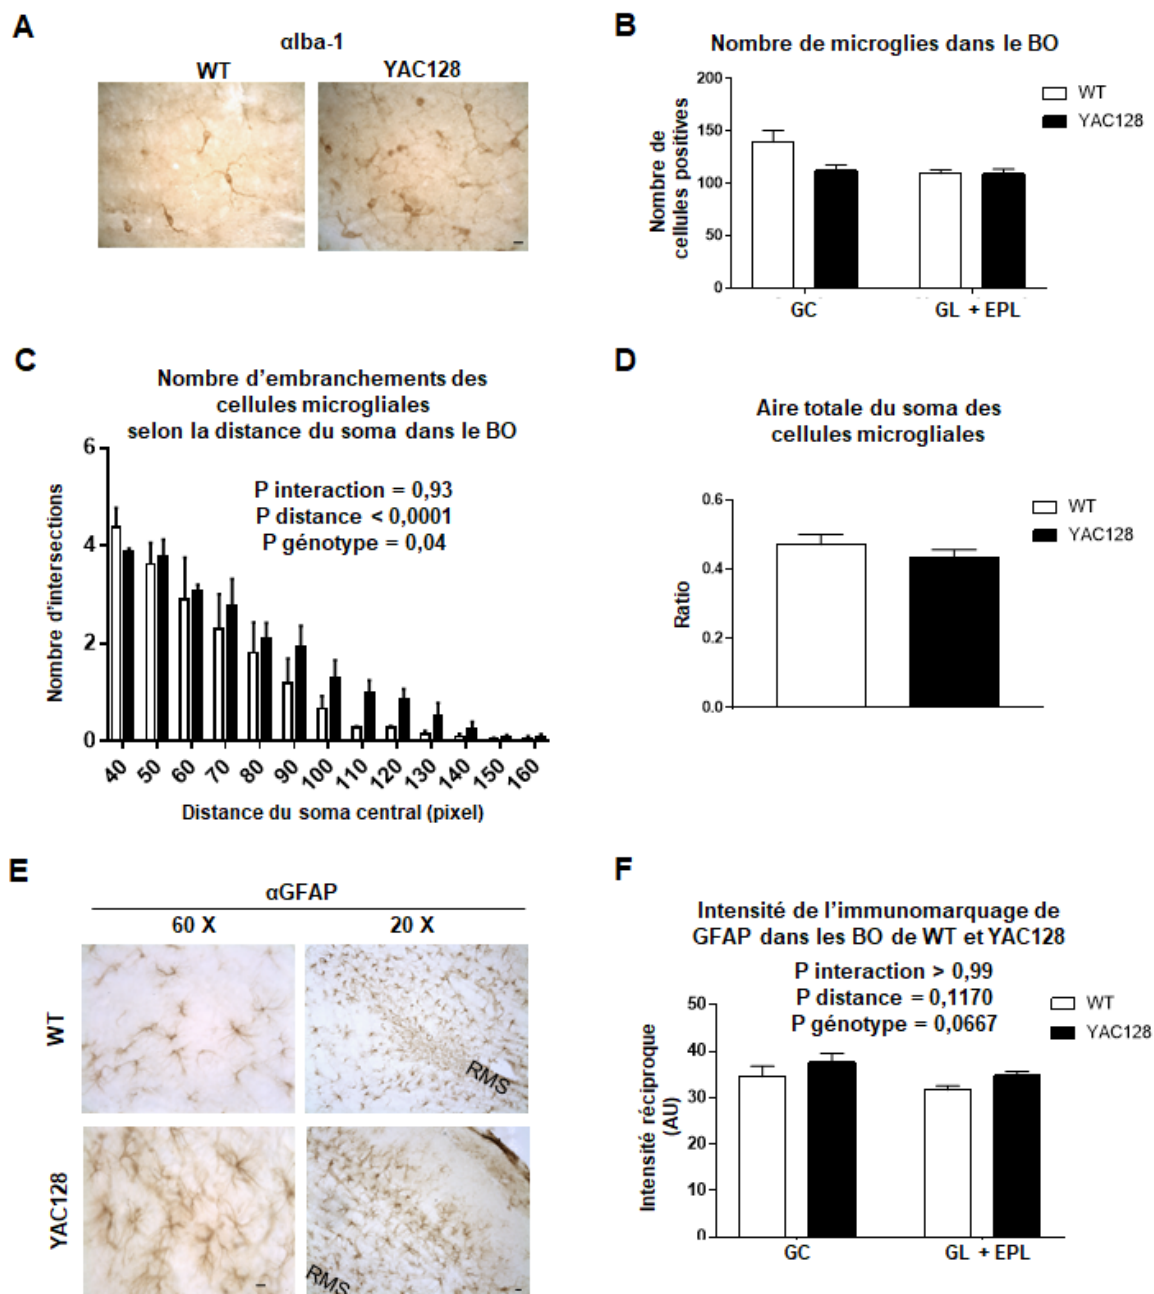 A
αIba-1
WT
YAC128
B
Nombre de microglies dans le BO
Nombre de
cellules positives
200
150
100
50
0
GC
GL + EPL
WT
YAC128
C
Nombre d'embranchements des
cellules microgliales
selon la distance du soma dans le BO
P interaction = 0,93
P distance < 0,0001
P génotype = 0,04
Nombre d'intersections
6
4
2
0
40
50
60
70
80
90
100
110
120
130
140
150
160
Distance du soma central (pixel)
D
Aire totale du soma des
cellules microgliales
Ratio
0.6
0.4
0.2
0.0
WT
YAC128
E
αGFAP
60 X
20 X
WT
RMS
YAC128
RMS
F
Intensité de l'immunomarquage de
GFAP dans les BO de WT et YAC128
P interaction > 0,99
P distance = 0,1170
P génotype = 0,0667
Intensité réciproque
(AU)
50
40
30
20
10
0
GC
GL + EPL
WT
YAC128